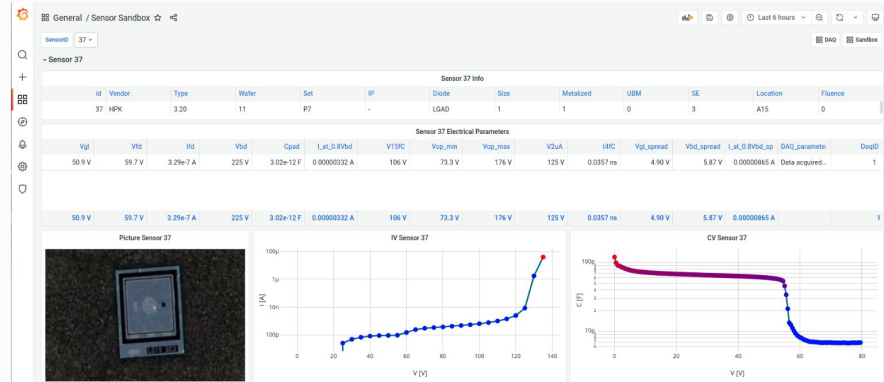 General / Sensor Sandbox
Last 6 hours
SensorID 37
DAQ Sandbox
Sensor 37
Sensor 37 Info
id Vendor Type Wafer Set IP Diode Size Metalized UBM SE Location Fluence
37 HPK 3.20 11 P7 - LGAD 1 1 0 3 A15 0
Sensor 37 Electrical Parameters
Vgl Vfd Ifd Vbd Cpad I_at_0.8Vbd V15fC Vop_min Vop_max V2uA t4fC Vgl_spread Vbd_spread I_at_0.8Vbd_sp DAQ_paramete DaqID
50.9 V 59.7 V 3.29e-7 A 225 V 3.02e-12 F 0.00000332 A 106 V 73.3 V 176 V 125 V 0.0357 ns 4.90 V 5.87 V 0.00000865 A Data acquired... 1
50.9 V 59.7 V 3.29e-7 A 225 V 3.02e-12 F 0.00000332 A 106 V 73.3 V 176 V 125 V 0.0357 ns 4.90 V 5.87 V 0.00000865 A 1
Picture Sensor 37
IV Sensor 37
100μ
1μ
10n
100p
I [A]
0 20 40 60 80 100 120 140
V [V]
CV Sensor 37
100p
10p
C [F]
0 20 40 60 80
V [V]